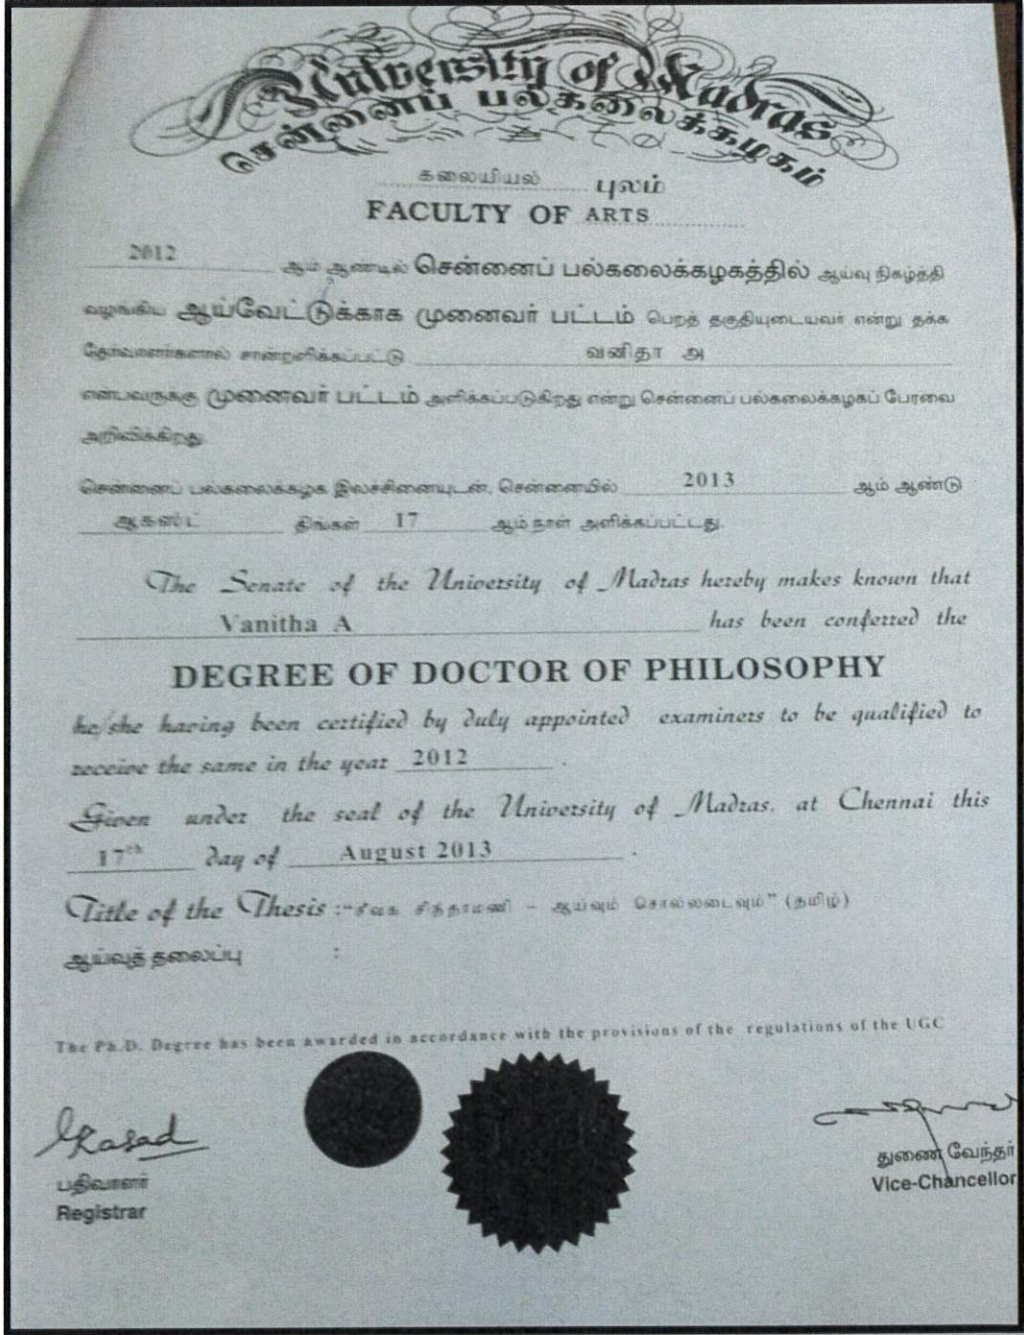 University of Madras
சென்னைப் பல்கலைக்கழகம்
கலையியல் புலம்
FACULTY OF ARTS
2012 ஆம் ஆண்டில் சென்னைப் பல்கலைக்கழகத்தில் ஆய்வு நிகழ்த்தி
வழங்கிய ஆய்வேட்டுக்காக முனைவர் பட்டம் பெறத் தகுதியுடையவர் என்று தக்க
தேர்வாளர்களால் சான்றளிக்கப்பட்டு வனிதா அ
என்பவருக்கு முனைவர் பட்டம் அளிக்கப்படுகிறது என்று சென்னைப் பல்கலைக்கழகப் பேரவை
அறிவிக்கிறது.
சென்னைப் பல்கலைக்கழக இலச்சினையுடன், சென்னையில் 2013 ஆம் ஆண்டு
ஆகஸ்ட் திங்கள் 17 ஆம் நாள் அளிக்கப்பட்டது.
The Senate of the University of Madras hereby makes known that
Vanitha A has been conferred the
DEGREE OF DOCTOR OF PHILOSOPHY
he/she having been certified by duly appointed examiners to be qualified to
receive the same in the year 2012.
Given under the seal of the University of Madras, at Chennai this
17th day of August 2013.
Title of the Thesis : "சீவக சிந்தாமணி – ஆய்வும் சொல்லடைவும்" (தமிழ்)
ஆய்வுத் தலைப்பு :
The Ph.D. Degree has been awarded in accordance with the provisions of the regulations of the UGC
பதிவாளர்
Registrar
துணை வேந்தர்
Vice-Chancellor